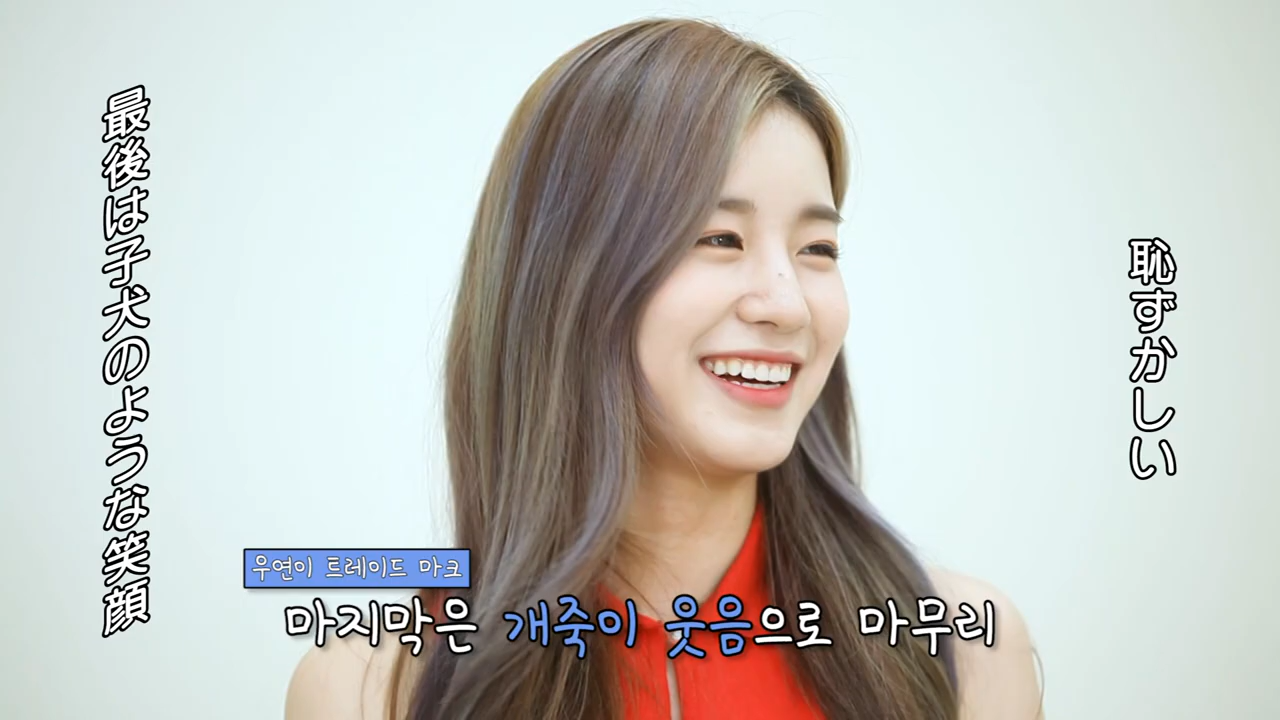 最後は子犬のような笑顔
恥ずかしい
우연이 트레이드 마크
마지막은 개죽이 웃음으로 마무리